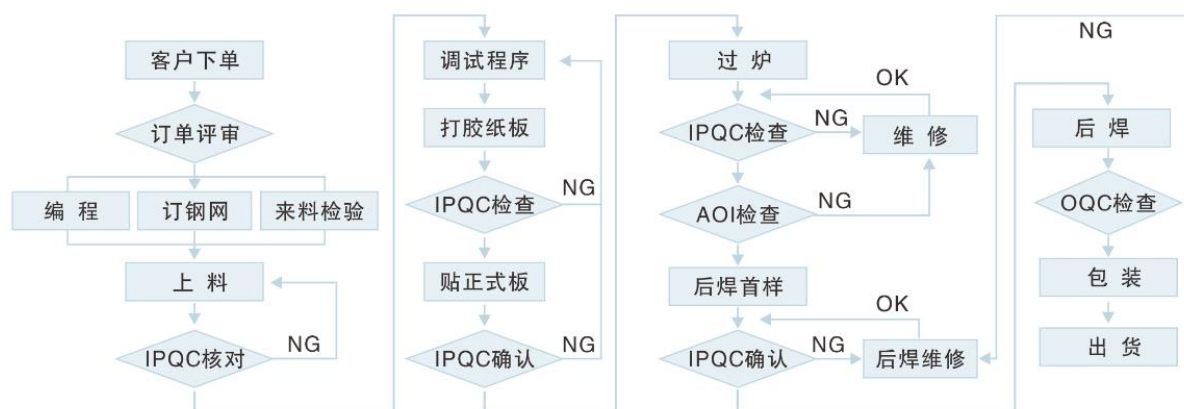 客户下单
订单评审
编 程
订钢网
来料检验
上 料
IPQC核对
NG
调试程序
打胶纸板
IPQC检查
NG
贴正式板
IPQC确认
NG
过 炉
OK
IPQC检查
NG
维 修
AOI检查
NG
后焊首样
OK
IPQC确认
NG
后焊维修
NG
后 焊
OQC检查
包 装
出 货